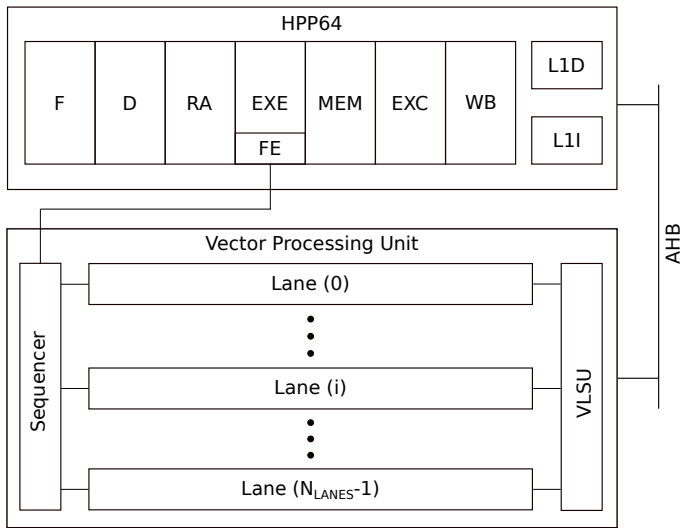 HPP64
F
D
RA
EXE
MEM
EXC
WB
FE
L1D
L1I
AHB
Vector Processing Unit
Sequencer
Lane (0)
Lane (i)
Lane (N_LANES-1)
VLSU